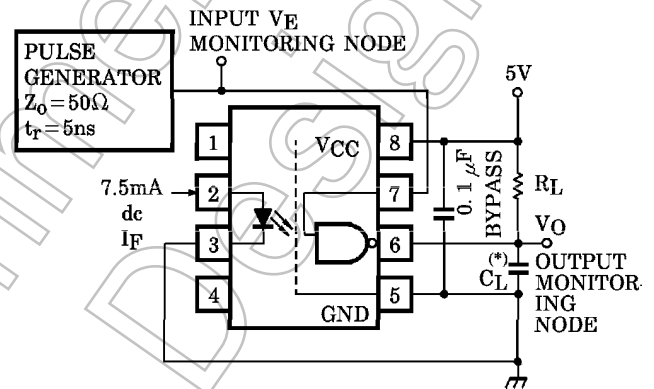 INPUT VE
MONITORING NODE
PULSE
GENERATOR
Zo=50Ω
tr=5ns
5V
1
VCC
8
7.5mA
dc
IF
2
7
0.1 μF
BYPASS
RL
3
6
VO
(*)
CL
OUTPUT
MONITOR-
ING
NODE
4
GND
5